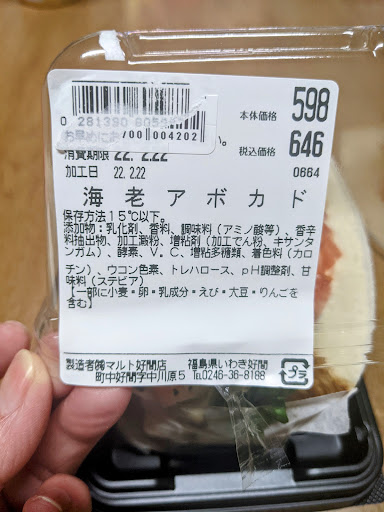 本体価格 598
0 281390 80598
お早めにお /00 004202 い。
税込価格 646
消費期限 22. 2.22
加工日 22. 2.22
0664
海老アボカド
保存方法15℃以下。
添加物:乳化剤、香料、調味料(アミノ酸等)、香辛
料抽出物、加工澱粉、増粘剤(加工でん粉、キサンタ
ンガム)、酵素、V.C、増粘多糖類、着色料(カロ
チン)、ウコン色素、トレハロース、pH調整剤、甘
味料(ステビア)
【一部に小麦・卵・乳成分・えび・大豆・りんごを
含む】
製造者㈱マルト好間店 福島県いわき好間
町中好間字中川原5 ℡0246-36-8188
プラ